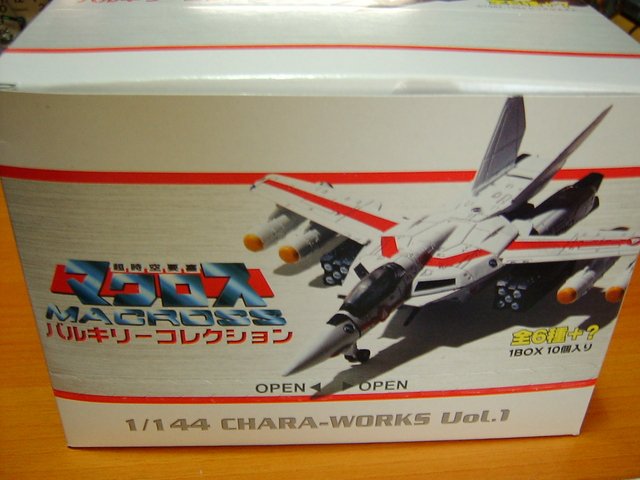 超時空要塞
マクロス
MACROSS
バルキリーコレクション
全6種+?
1BOX 10個入り
OPEN◀ ▶OPEN
1/144 CHARA-WORKS Vol.1